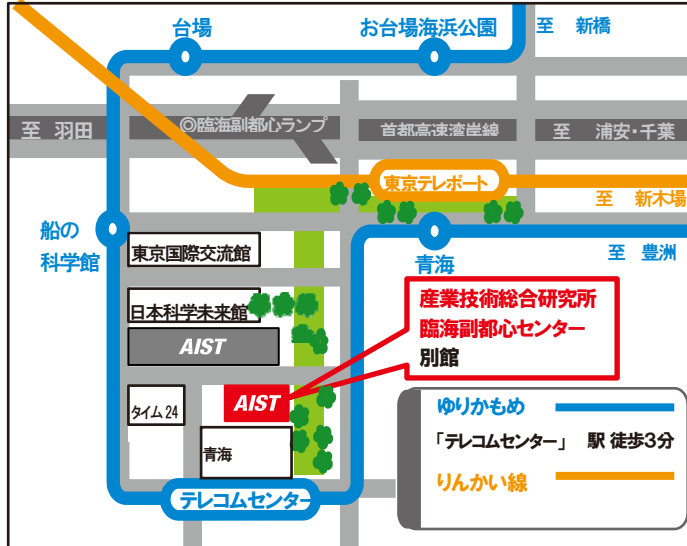 台場
お台場海浜公園
至 新橋
至 羽田
◎臨海副都心ランプ
首都高速湾岸線
至 浦安・千葉
東京テレポート
至 新木場
船の
科学館
東京国際交流館
青海
至 豊洲
日本科学未来館
産業技術総合研究所
臨海副都心センター
別館
AIST
タイム24
AIST
青海
ゆりかもめ
「テレコムセンター」 駅 徒歩3分
りんかい線
テレコムセンター